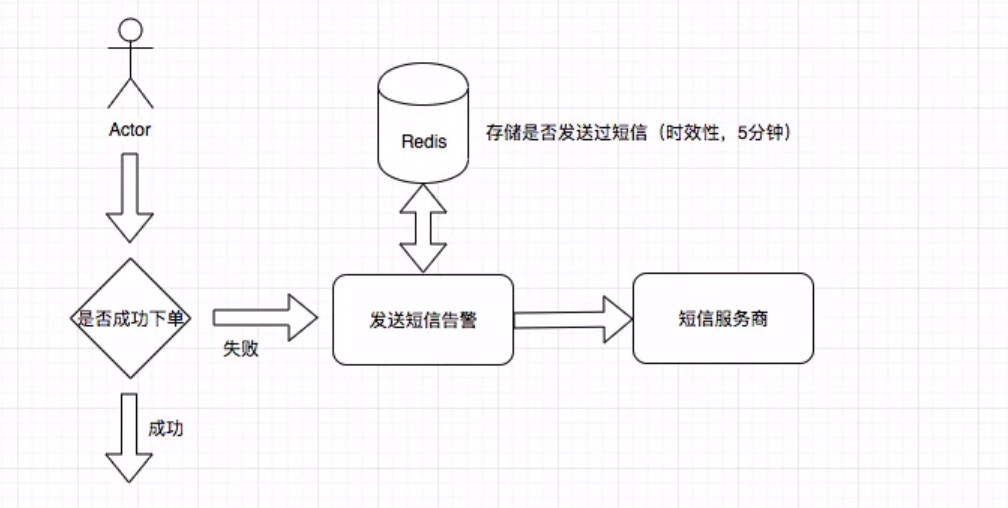 Actor
Redis
存储是否发送过短信（时效性，5分钟）
是否成功下单
失败
发送短信告警
短信服务商
成功